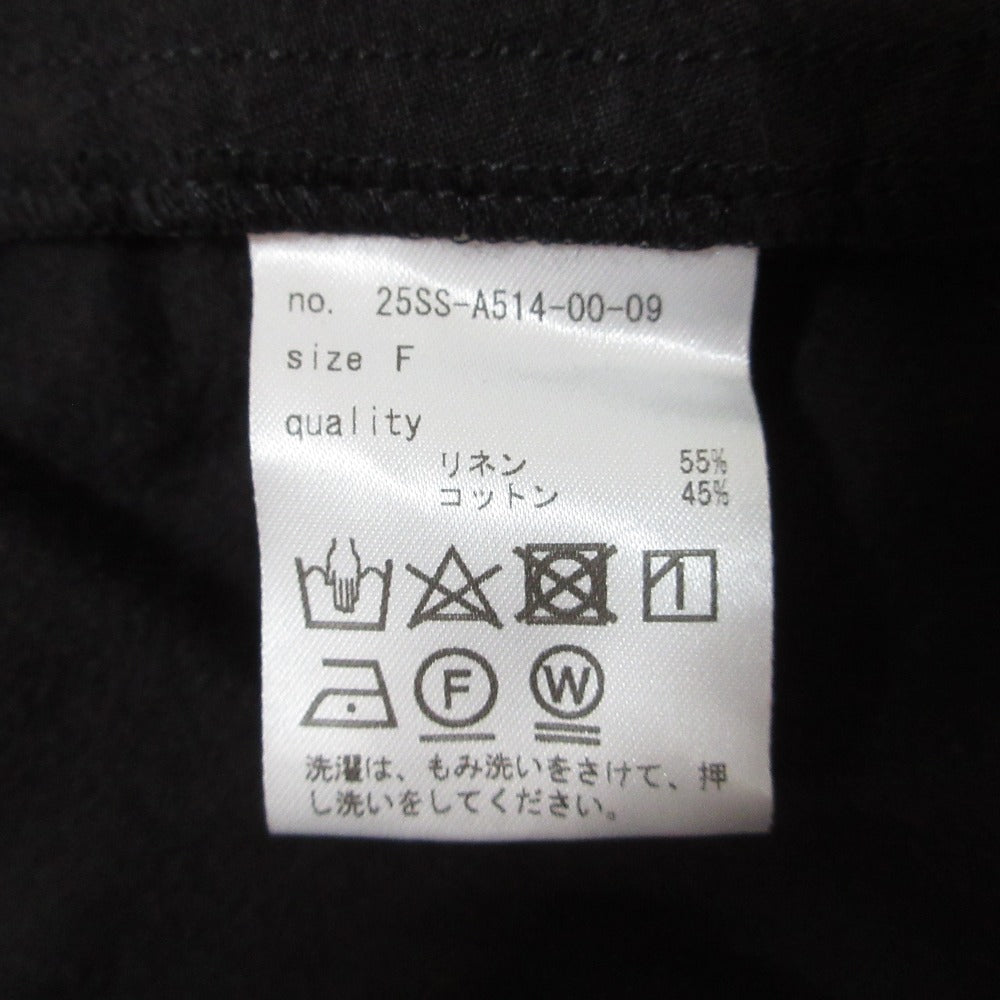 no. 25SS-A514-00-09
size F
quality
リネン 55%
コットン 45%
F W
洗濯は、もみ洗いをさけて、押
し洗いをしてください。